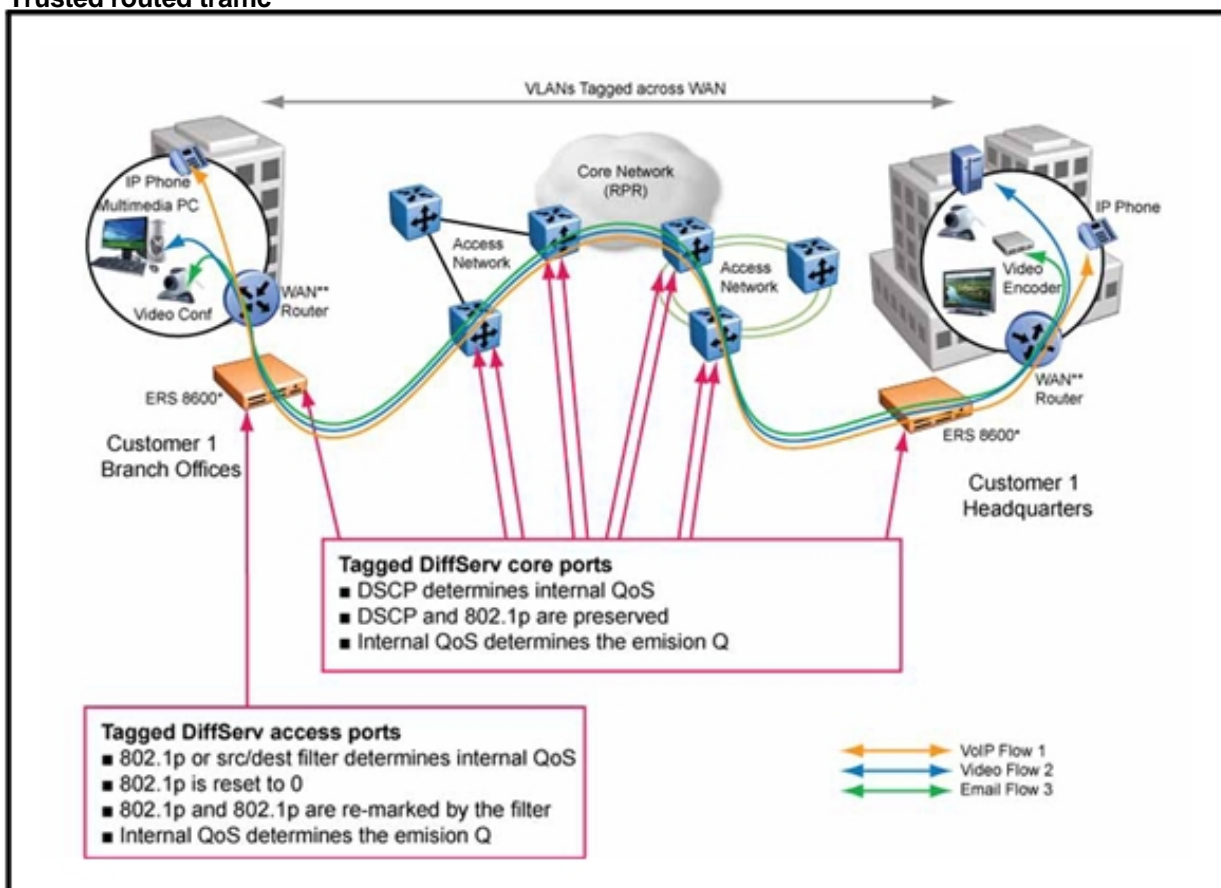 Trusted routed traffic
VLANs Tagged across WAN
IP Phone
Multimedia PC
Video Conf
WAN**
Router
ERS 8600*
Customer 1
Branch Offices
Access
Network
Core Network
(RPR)
Access
Network
IP Phone
Video
Encoder
WAN**
Router
ERS 8600*
Customer 1
Headquarters
Tagged DiffServ core ports
■ DSCP determines internal QoS
■ DSCP and 802.1p are preserved
■ Internal QoS determines the emision Q
Tagged DiffServ access ports
■ 802.1p or src/dest filter determines internal QoS
■ 802.1p is reset to 0
■ 802.1p and 802.1p are re-marked by the filter
■ Internal QoS determines the emision Q
VoIP Flow 1
Video Flow 2
Email Flow 3